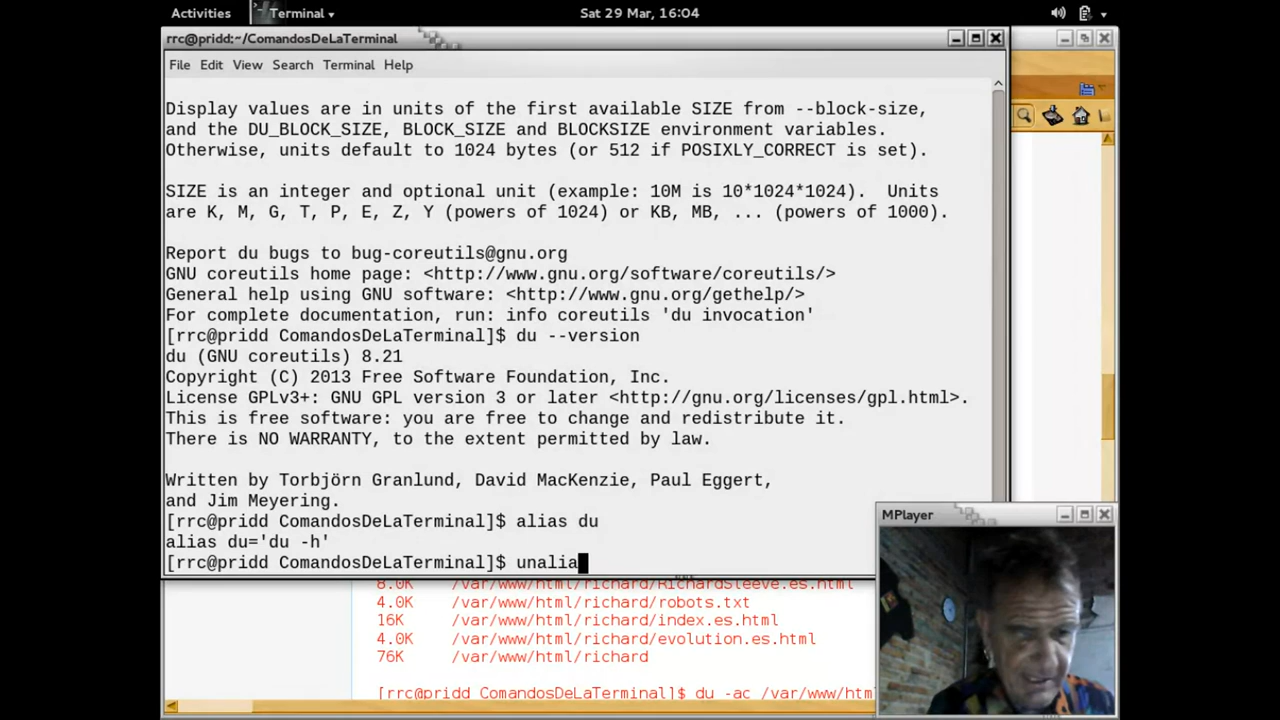 Activities
Terminal
Sat 29 Mar, 16:04
rrc@pridd:~/ComandosDeLaTerminal
File Edit View Search Terminal Help
Display values are in units of the first available SIZE from --block-size,
and the DU_BLOCK_SIZE, BLOCK_SIZE and BLOCKSIZE environment variables.
Otherwise, units default to 1024 bytes (or 512 if POSIXLY_CORRECT is set).
SIZE is an integer and optional unit (example: 10M is 10*1024*1024).  Units
are K, M, G, T, P, E, Z, Y (powers of 1024) or KB, MB, ... (powers of 1000).
Report du bugs to bug-coreutils@gnu.org
GNU coreutils home page: <http://www.gnu.org/software/coreutils/>
General help using GNU software: <http://www.gnu.org/gethelp/>
For complete documentation, run: info coreutils 'du invocation'
[rrc@pridd ComandosDeLaTerminal]$ du --version
du (GNU coreutils) 8.21
Copyright (C) 2013 Free Software Foundation, Inc.
License GPLv3+: GNU GPL version 3 or later <http://gnu.org/licenses/gpl.html>.
This is free software: you are free to change and redistribute it.
There is NO WARRANTY, to the extent permitted by law.
Written by Torbjörn Granlund, David MacKenzie, Paul Eggert,
and Jim Meyering.
[rrc@pridd ComandosDeLaTerminal]$ alias du
alias du='du -h'
[rrc@pridd ComandosDeLaTerminal]$ unalia
MPlayer
8.0K /var/www/html/richard/RichardSleeve.es.html
4.0K /var/www/html/richard/robots.txt
16K /var/www/html/richard/index.es.html
4.0K /var/www/html/richard/evolution.es.html
76K /var/www/html/richard
[rrc@pridd ComandosDeLaTerminal]$ du -ac /var/www/htm